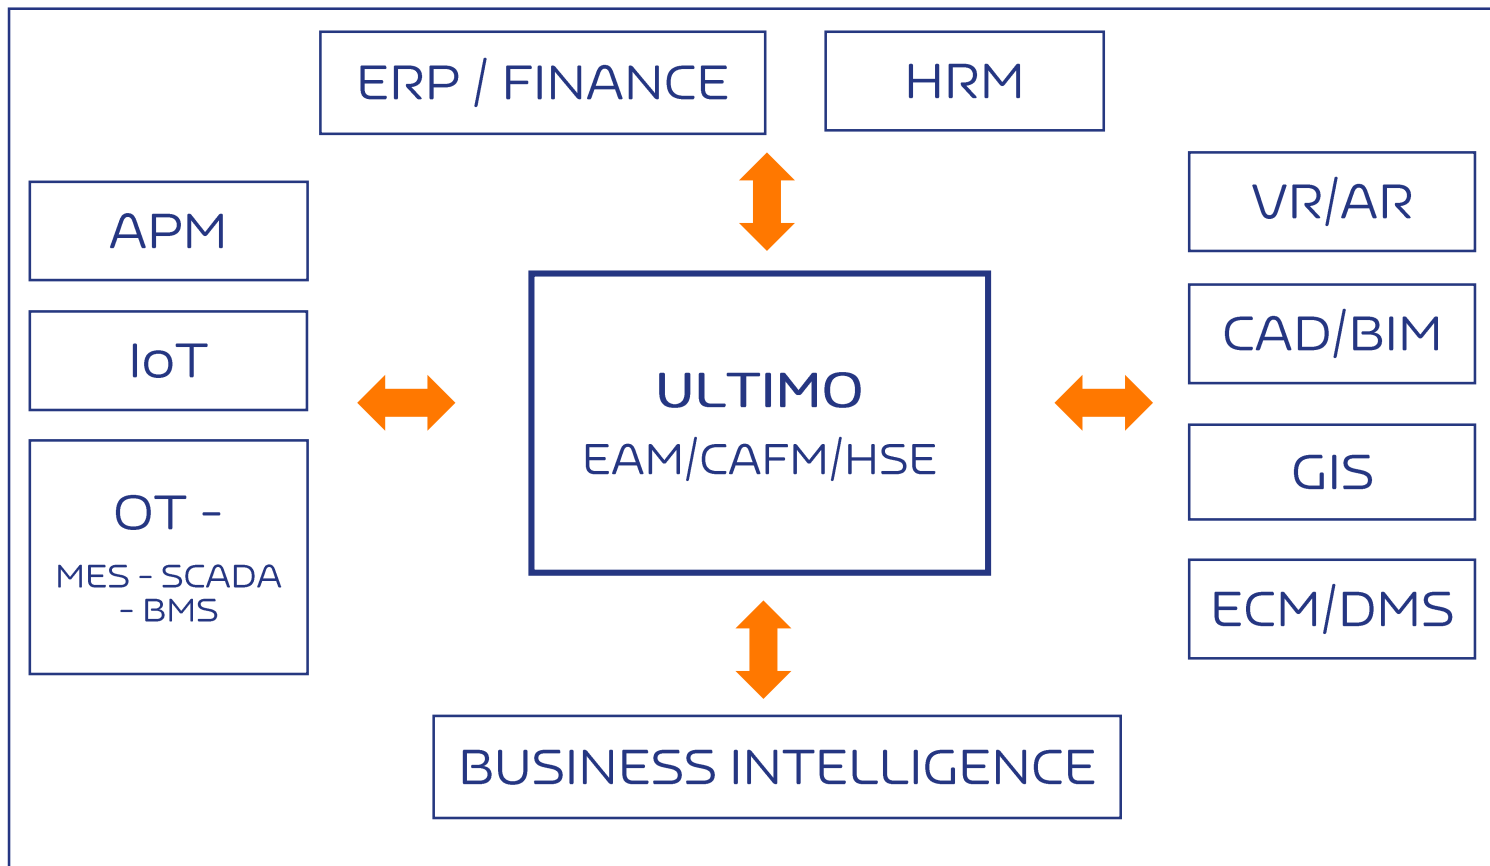 ERP / FINANCE
HRM
APM
IoT
OT -
MES - SCADA
- BMS
ULTIMO
EAM/CAFM/HSE
VR/AR
CAD/BIM
GIS
ECM/DMS
BUSINESS INTELLIGENCE